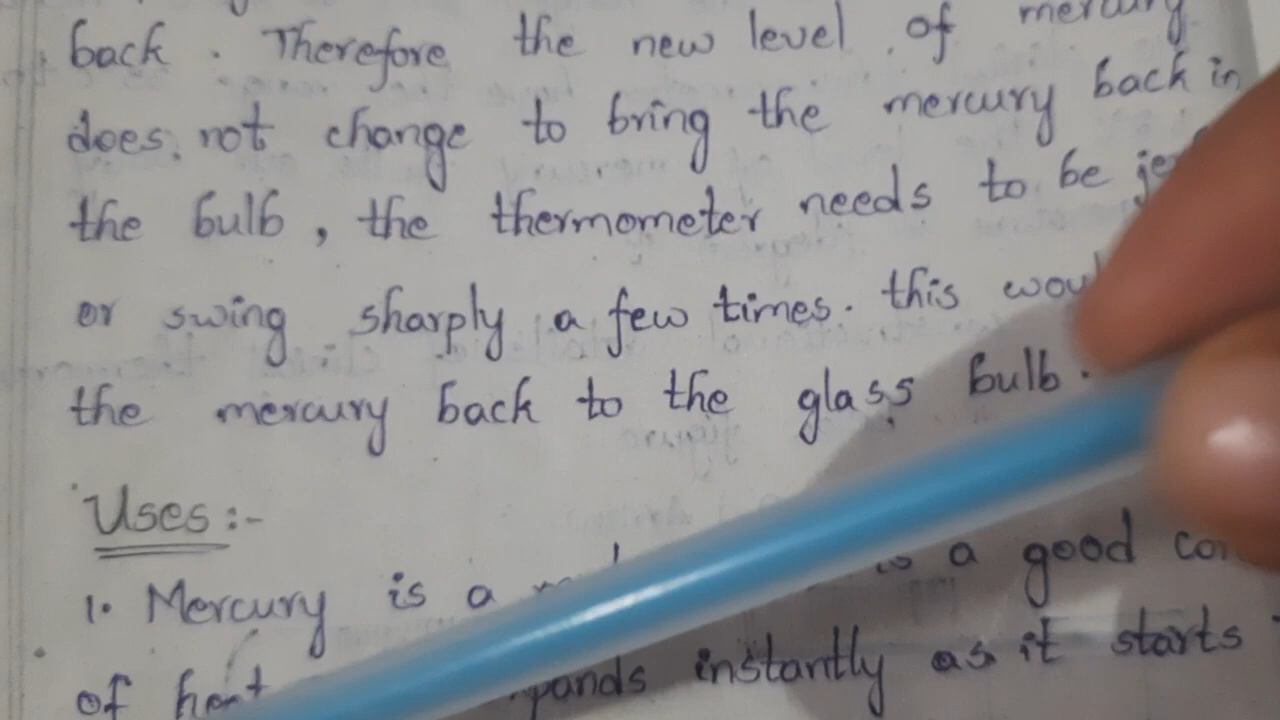 back. Therefore the new level of mercury
does not change to bring the mercury back in
the bulb, the thermometer needs to be
or swing sharply a few times. this
the mercury back to the glass bulb.
Uses:-
1. Mercury is a a good
of instantly as it starts